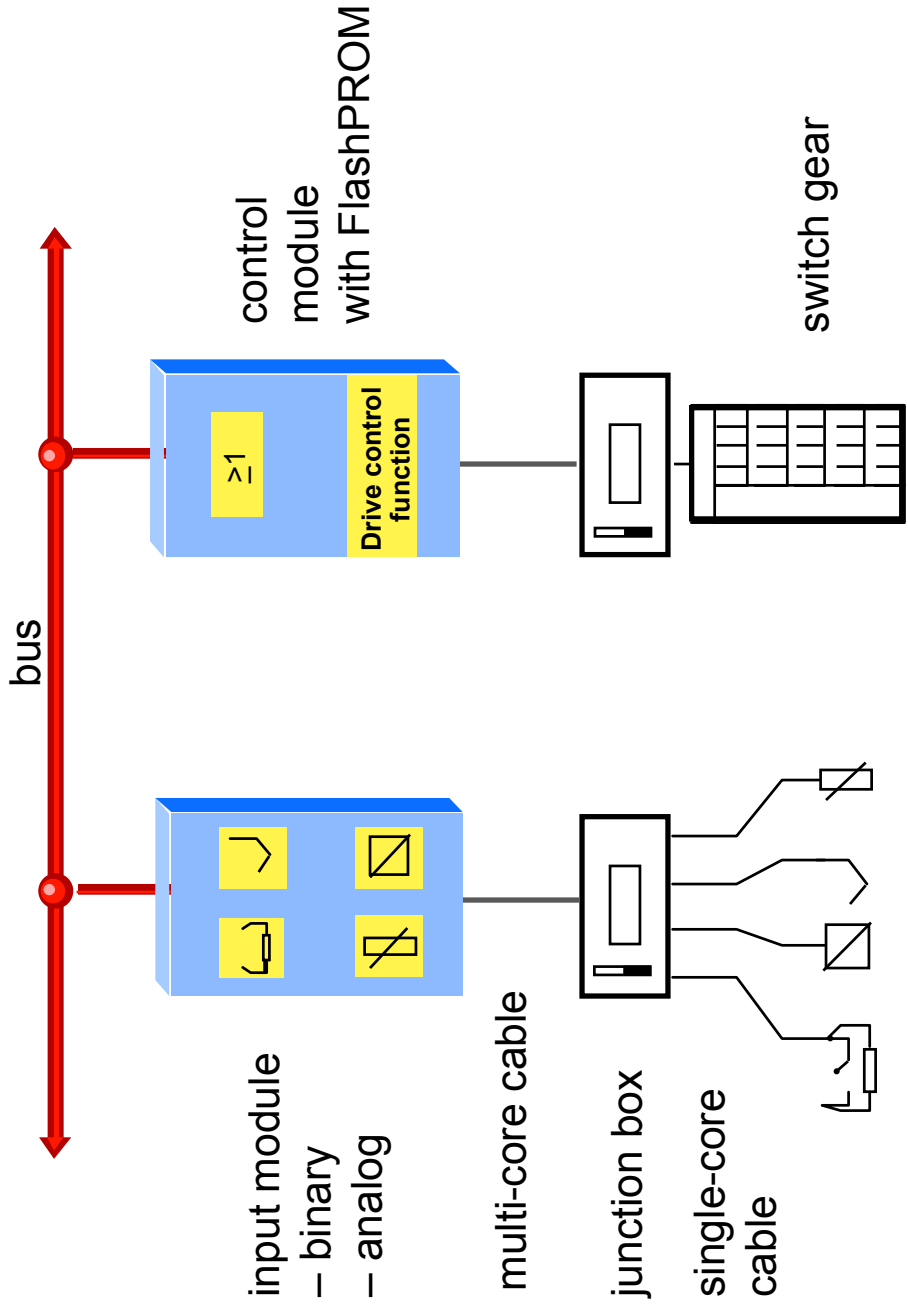 bus
input module
– binary
– analog
≥1
Drive control
function
control
module
with FlashPROM
multi-core cable
junction box
single-core
cable
switch gear